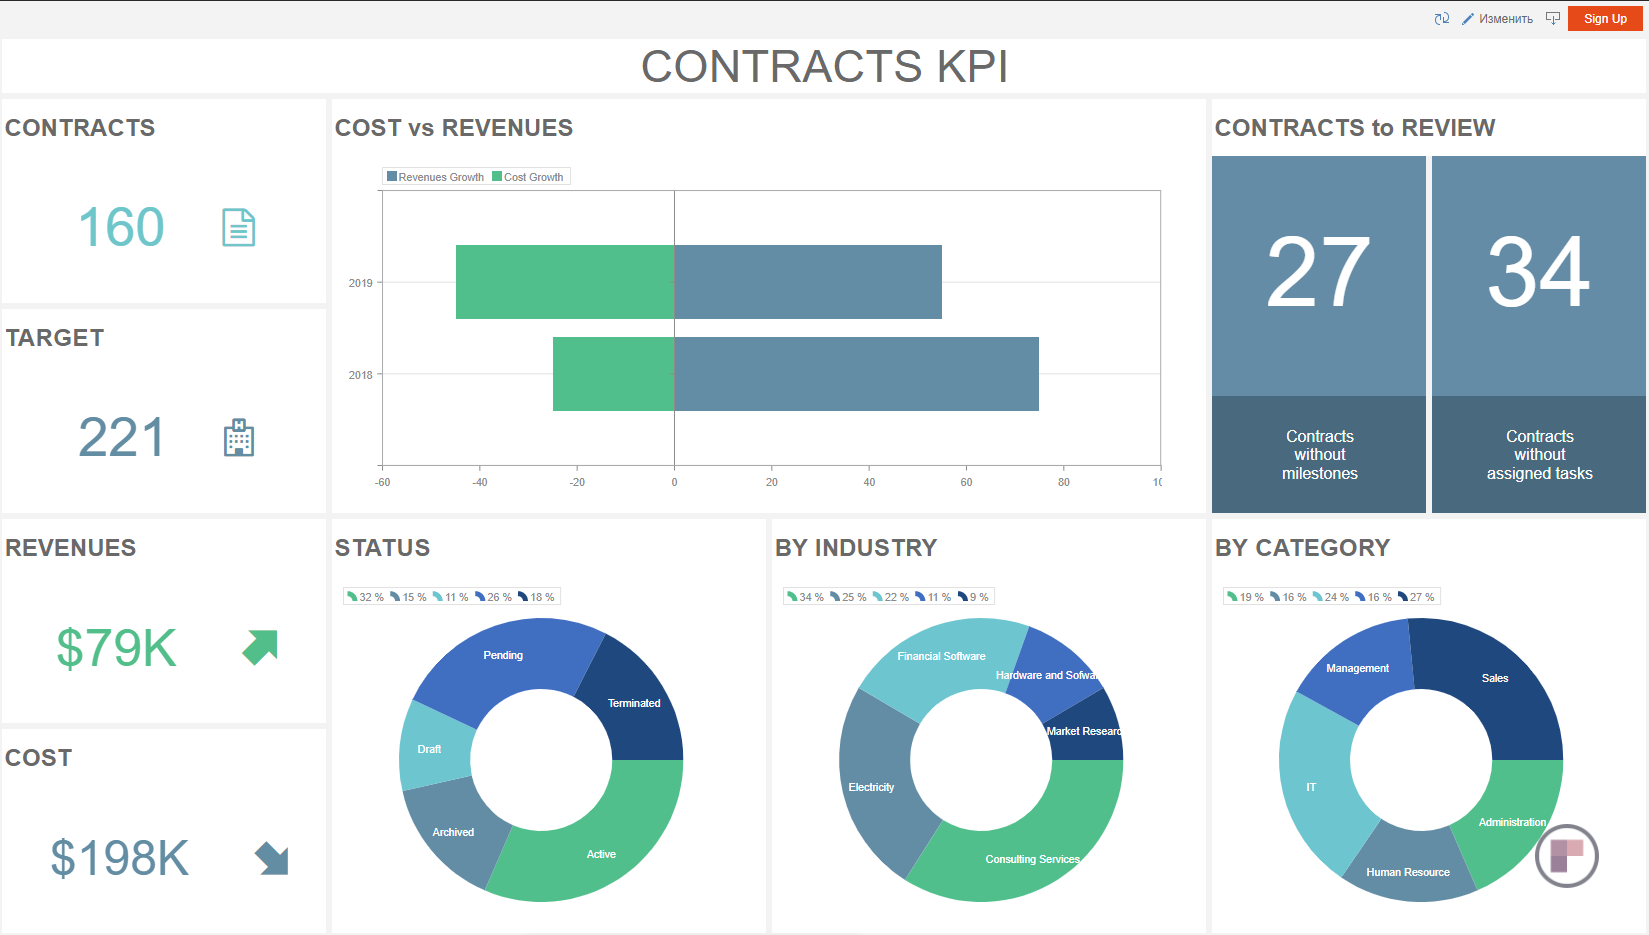 Изменить
Sign Up
CONTRACTS KPI
CONTRACTS
160
TARGET
221
COST vs REVENUES
Revenues Growth
Cost Growth
2019
2018
-60
-40
-20
0
20
40
60
80
10
CONTRACTS to REVIEW
27
Contracts
without
milestones
34
Contracts
without
assigned tasks
REVENUES
$79K
COST
$198K
STATUS
32 % 15 % 11 % 26 % 18 %
Pending
Terminated
Draft
Archived
Active
BY INDUSTRY
34 % 25 % 22 % 11 % 9 %
Financial Software
Hardware and Sofwa
Market Researc
Electricity
Consulting Services
BY CATEGORY
19 % 16 % 24 % 16 % 27 %
Management
Sales
IT
Administration
Human Resource